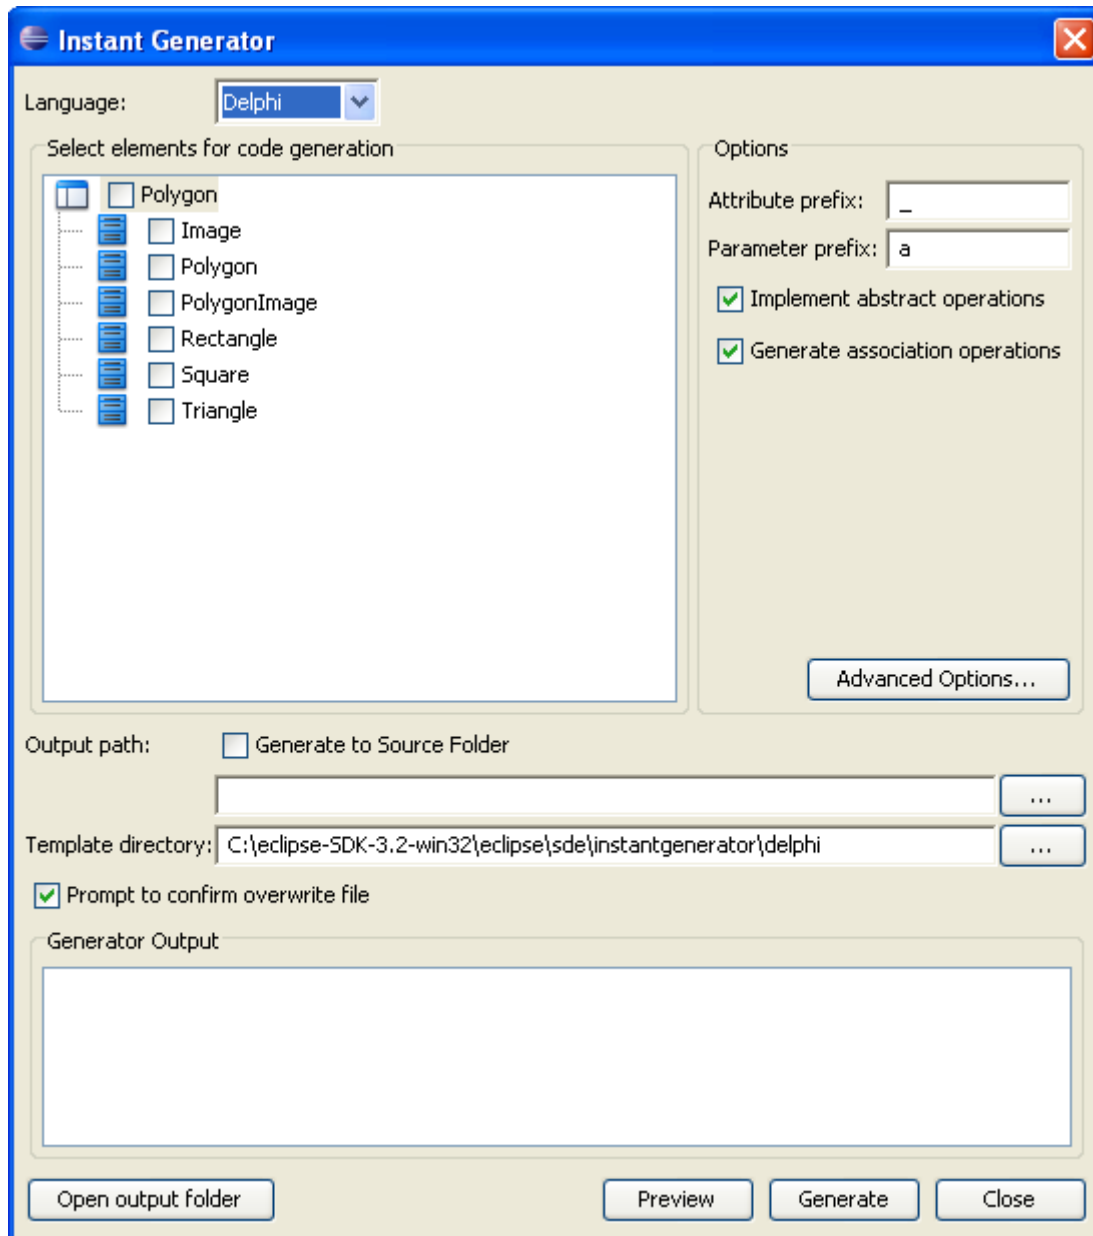 Instant Generator
Language: Delphi
Select elements for code generation
Polygon
Image
Polygon
PolygonImage
Rectangle
Square
Triangle
Options
Attribute prefix: _
Parameter prefix: a
Implement abstract operations
Generate association operations
Advanced Options...
Output path: Generate to Source Folder
...
Template directory: C:\eclipse-SDK-3.2-win32\eclipse\sde\instantgenerator\delphi ...
Prompt to confirm overwrite file
Generator Output
Open output folder Preview Generate Close